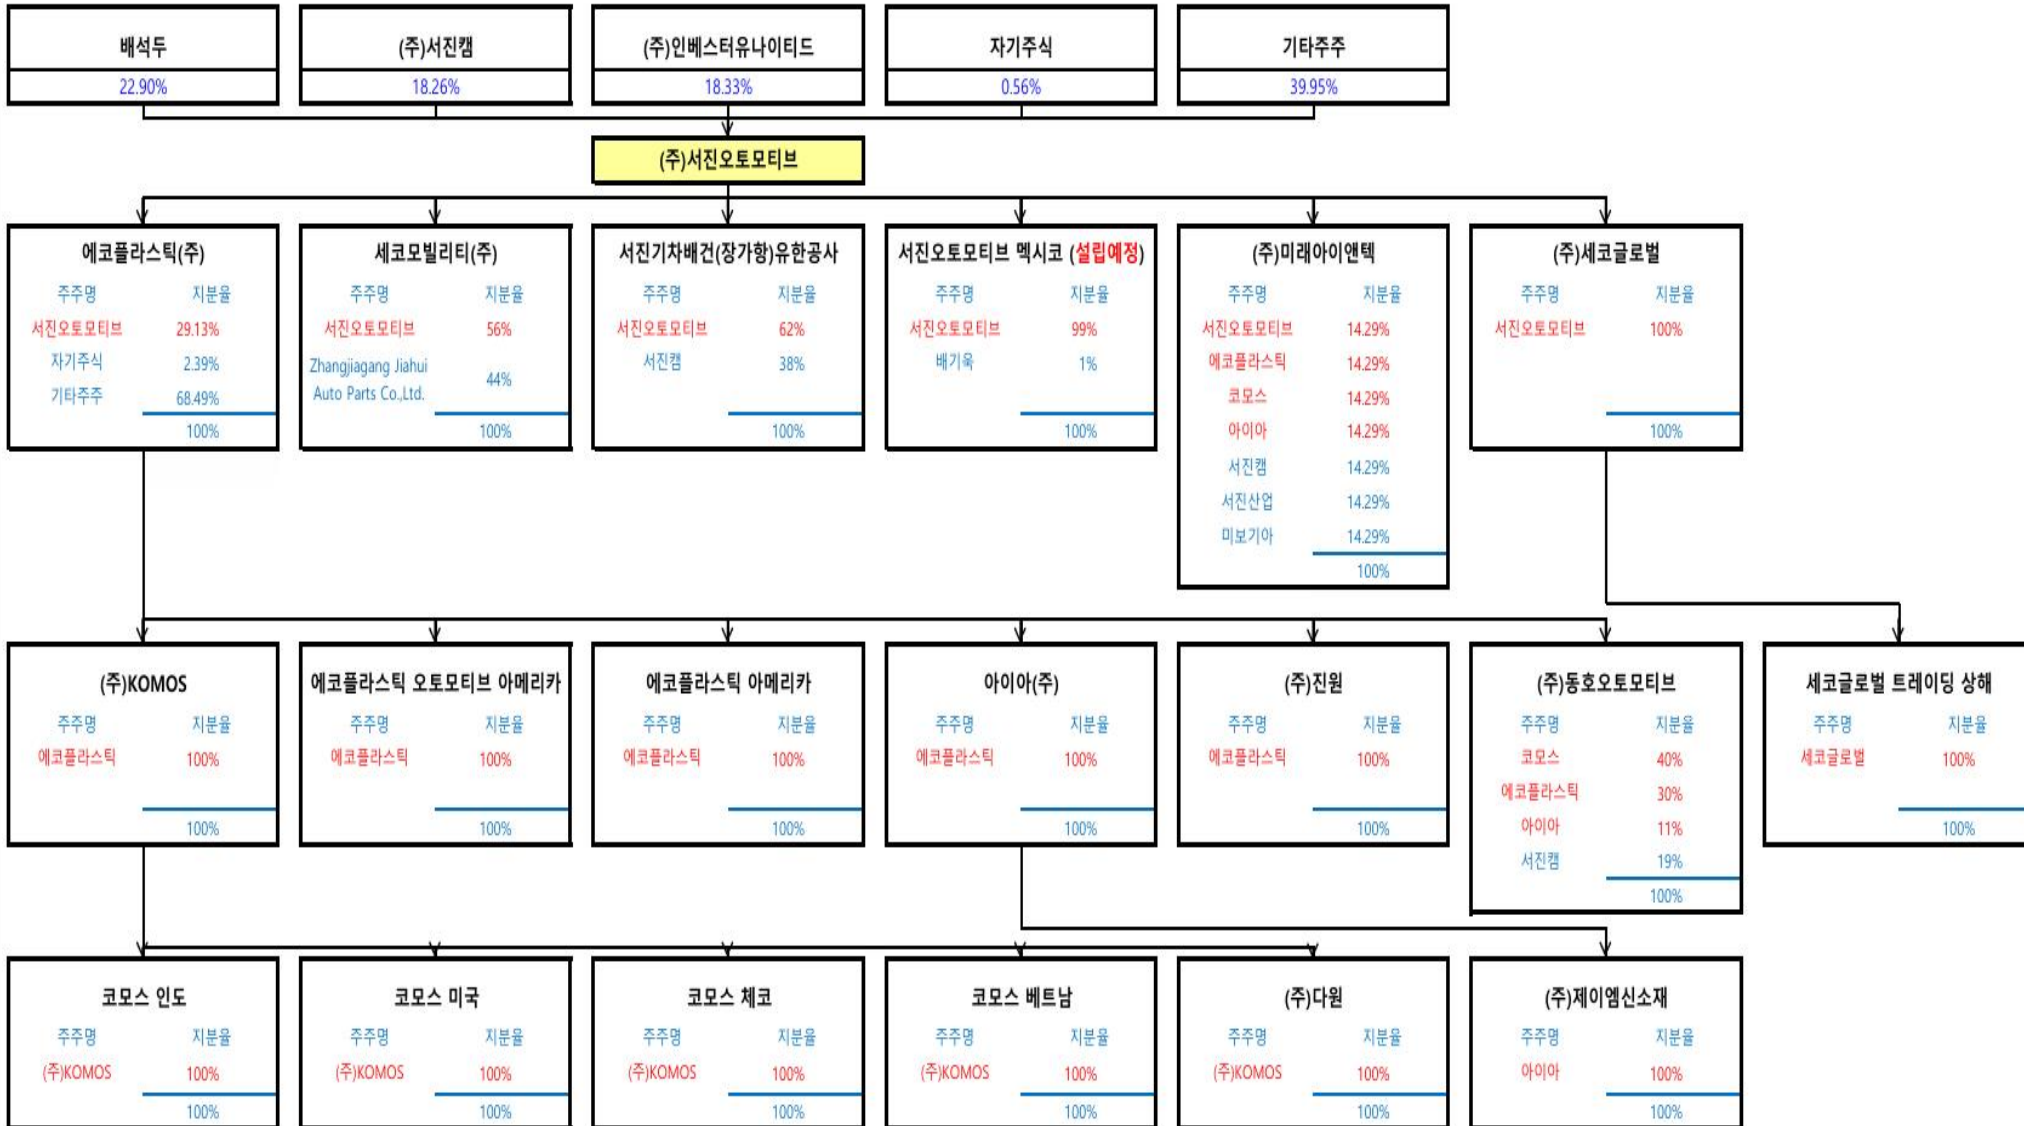 배석두
22.90%
(주)서진캠
18.26%
(주)인베스터유나이티드
18.33%
자기주식
0.56%
기타주주
39.95%
(주)서진오토모티브
에코플라스틱(주)
주주명 지분율
서진오토모티브 29.13%
자기주식 2.39%
기타주주 68.49%
100%
세코모빌리티(주)
주주명 지분율
서진오토모티브 56%
Zhangjiagang Jiahui
Auto Parts Co.,Ltd. 44%
100%
서진기차배건(장가항)유한공사
주주명 지분율
서진오토모티브 62%
서진캠 38%
100%
서진오토모티브 멕시코 (설립예정)
주주명 지분율
서진오토모티브 99%
배기욱 1%
100%
(주)미래아이앤텍
주주명 지분율
서진오토모티브 14.29%
에코플라스틱 14.29%
코모스 14.29%
아이아 14.29%
서진캠 14.29%
서진산업 14.29%
미보기아 14.29%
100%
(주)세코글로벌
주주명 지분율
서진오토모티브 100%
100%
(주)KOMOS
주주명 지분율
에코플라스틱 100%
100%
에코플라스틱 오토모티브 아메리카
주주명 지분율
에코플라스틱 100%
100%
에코플라스틱 아메리카
주주명 지분율
에코플라스틱 100%
100%
아이아(주)
주주명 지분율
에코플라스틱 100%
100%
(주)진원
주주명 지분율
에코플라스틱 100%
100%
(주)동호오토모티브
주주명 지분율
코모스 40%
에코플라스틱 30%
아이아 11%
서진캠 19%
100%
세코글로벌 트레이딩 상해
주주명 지분율
세코글로벌 100%
100%
코모스 인도
주주명 지분율
(주)KOMOS 100%
100%
코모스 미국
주주명 지분율
(주)KOMOS 100%
100%
코모스 체코
주주명 지분율
(주)KOMOS 100%
100%
코모스 베트남
주주명 지분율
(주)KOMOS 100%
100%
(주)다원
주주명 지분율
(주)KOMOS 100%
100%
(주)제이엠신소재
주주명 지분율
아이아 100%
100%